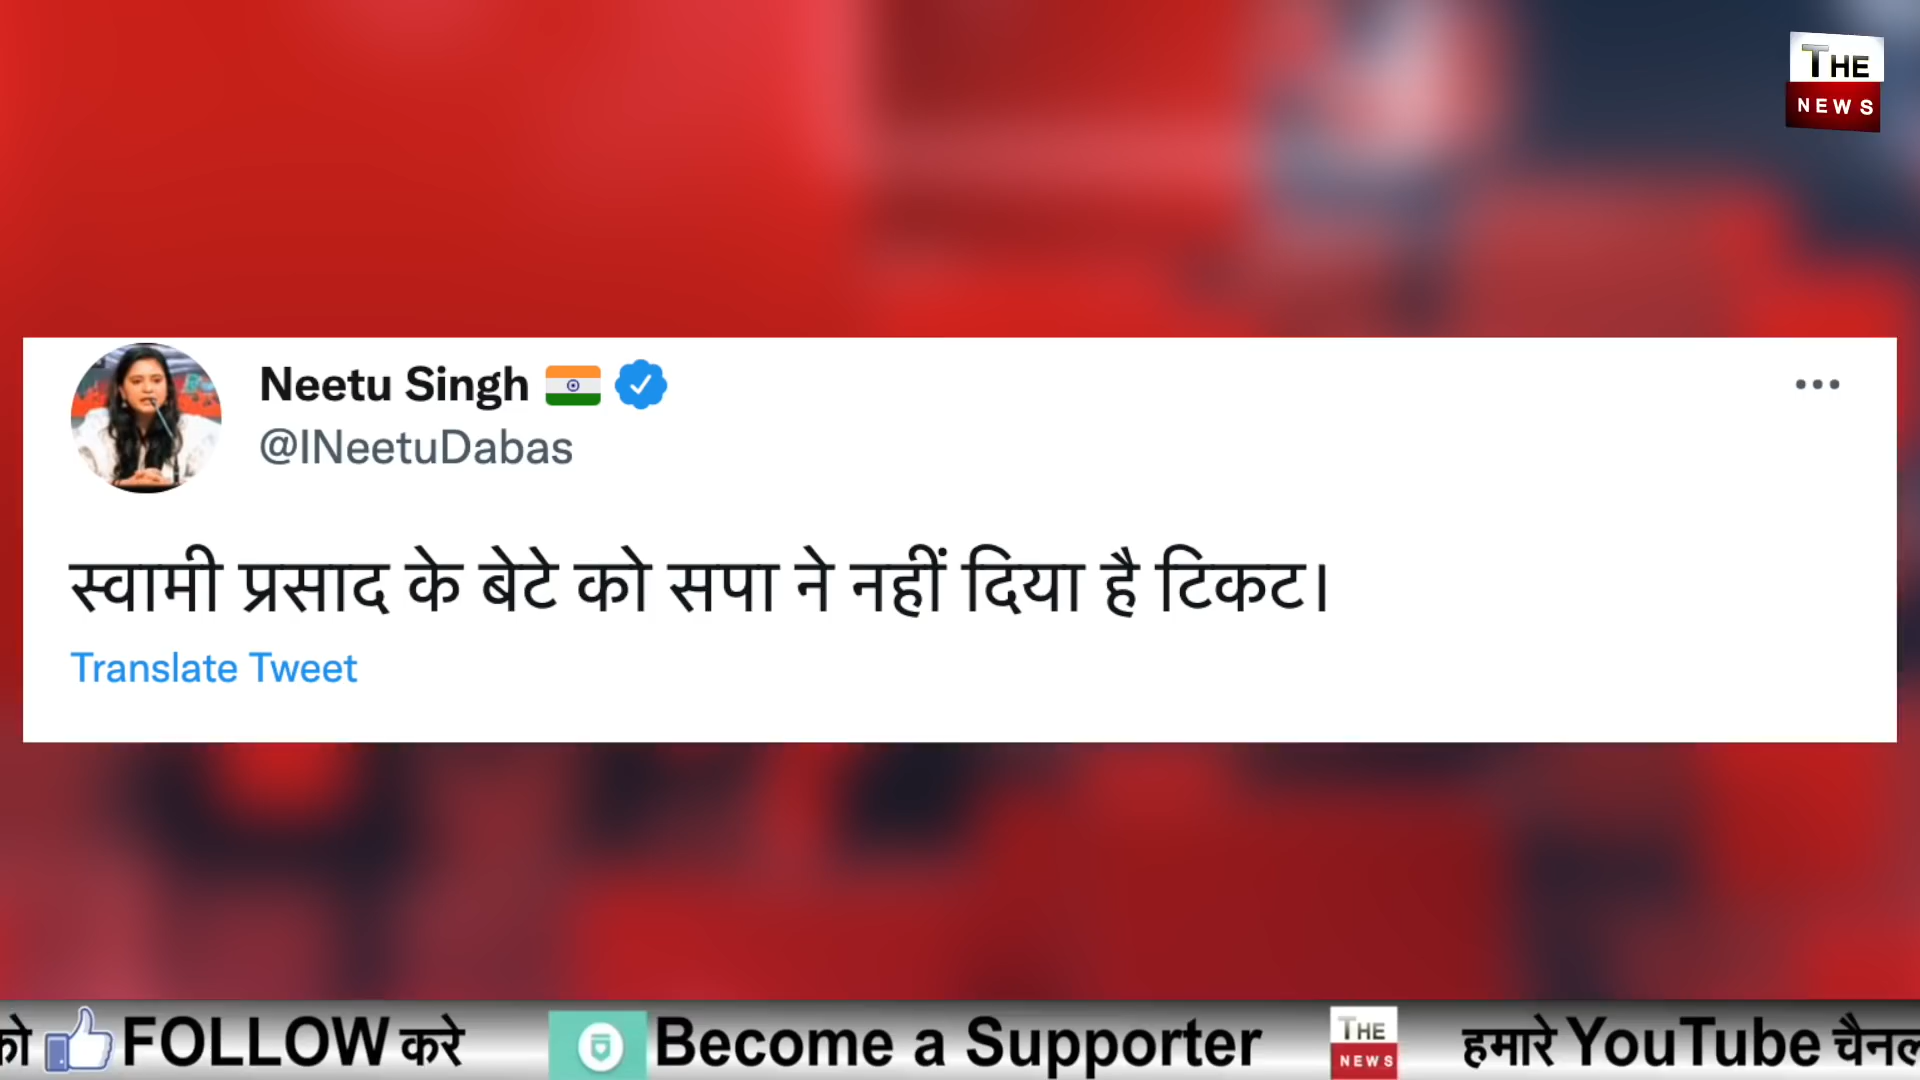 THE
NEWS
Neetu Singh
@INeetuDabas
स्वामी प्रसाद के बेटे को सपा ने नहीं दिया है टिकट।
Translate Tweet
को FOLLOW करे Become a Supporter THE NEWS हमारे YouTube चैनल